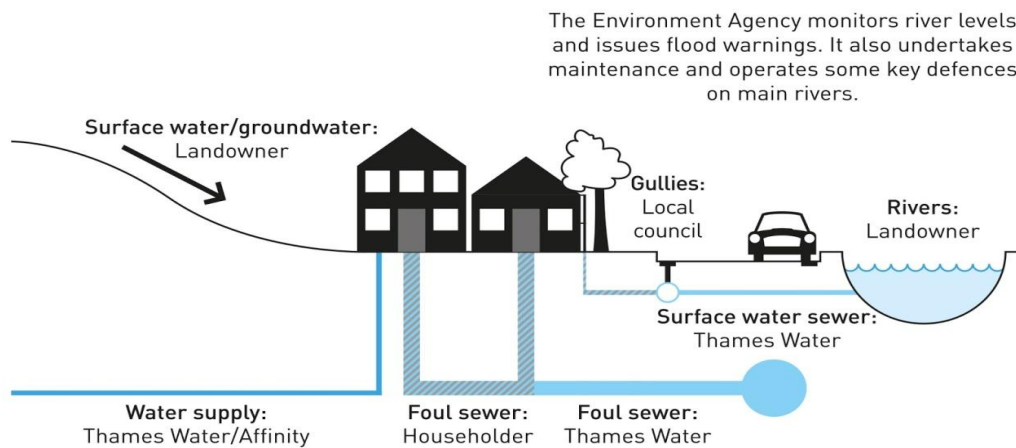 The Environment Agency monitors river levels
and issues flood warnings. It also undertakes
maintenance and operates some key defences
on main rivers.
Surface water/groundwater:
Landowner
Gullies:
Local
council
Rivers:
Landowner
Surface water sewer:
Thames Water
Water supply:
Thames Water/Affinity
Foul sewer:
Householder
Foul sewer:
Thames Water